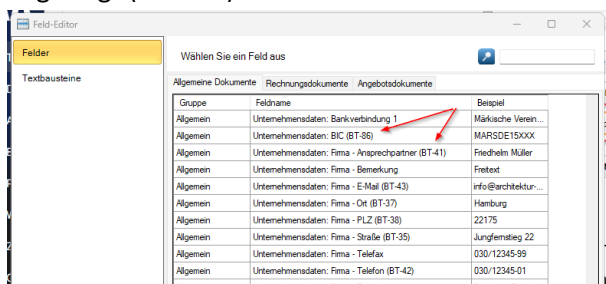 Feld-Editor
Felder
Textbausteine
Wählen Sie ein Feld aus
Allgemeine Dokumente Rechnungsdokumente Angebotsdokumente
Gruppe Feldname Beispiel
Allgemein Unternehmensdaten: Bankverbindung 1 Märkische Verein...
Allgemein Unternehmensdaten: BIC (BT-86) MARSDE15XXX
Allgemein Unternehmensdaten: Firma - Ansprechpartner (BT-41) Friedhelm Müller
Allgemein Unternehmensdaten: Firma - Bemerkung Freitext
Allgemein Unternehmensdaten: Firma - E-Mail (BT-43) info@architektur-...
Allgemein Unternehmensdaten: Firma - Ort (BT-37) Hamburg
Allgemein Unternehmensdaten: Firma - PLZ (BT-38) 22175
Allgemein Unternehmensdaten: Firma - Straße (BT-35) Jungfernstieg 22
Allgemein Unternehmensdaten: Firma - Telefax 030/12345-99
Allgemein Unternehmensdaten: Firma - Telefon (BT-42) 030/12345-01